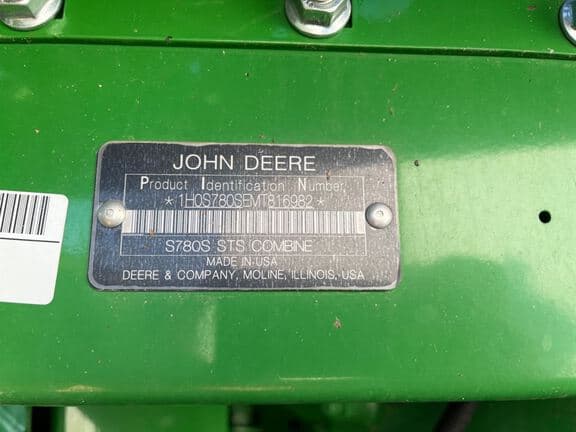 JOHN DEERE
Product Identification Number
*1H0S780SEMT816982*
S780S STS COMBINE
MADE IN USA
DEERE & COMPANY, MOLINE, ILLINOIS, USA